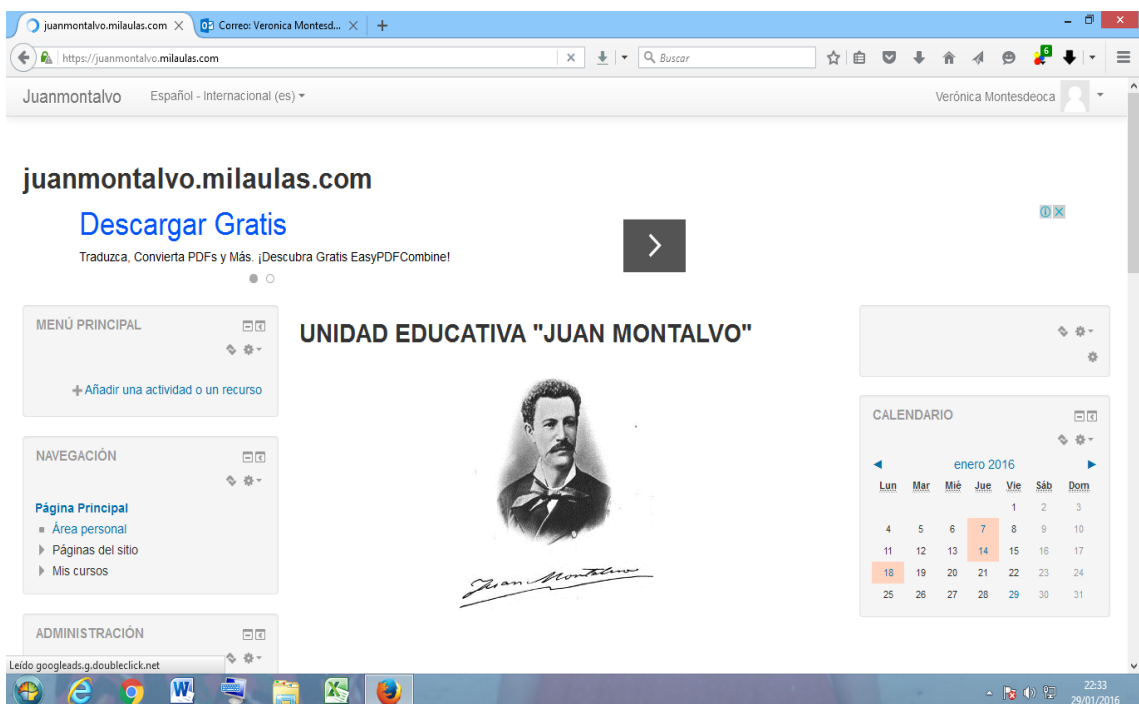 juanmontalvo.milaulas.com
Correo: Veronica Montesd...
https://juanmontalvo.milaulas.com
Buscar
6
Juanmontalvo
Español - Internacional (es)
Verónica Montesdeoca
juanmontalvo.milaulas.com
Descargar Gratis
Traduzca, Convierta PDFs y Más. ¡Descubra Gratis EasyPDFCombine!
MENÚ PRINCIPAL
Añadir una actividad o un recurso
NAVEGACIÓN
Página Principal
Área personal
Páginas del sitio
Mis cursos
ADMINISTRACIÓN
UNIDAD EDUCATIVA "JUAN MONTALVO"
Juan Montalvo
CALENDARIO
enero 2016
Lun Mar Mié Jue Vie Sáb Dom
1 2 3
4 5 6 7 8 9 10
11 12 13 14 15 16 17
18 19 20 21 22 23 24
25 26 27 28 29 30 31
Leído googleads.g.doubleclick.net
22:33
29/01/2016